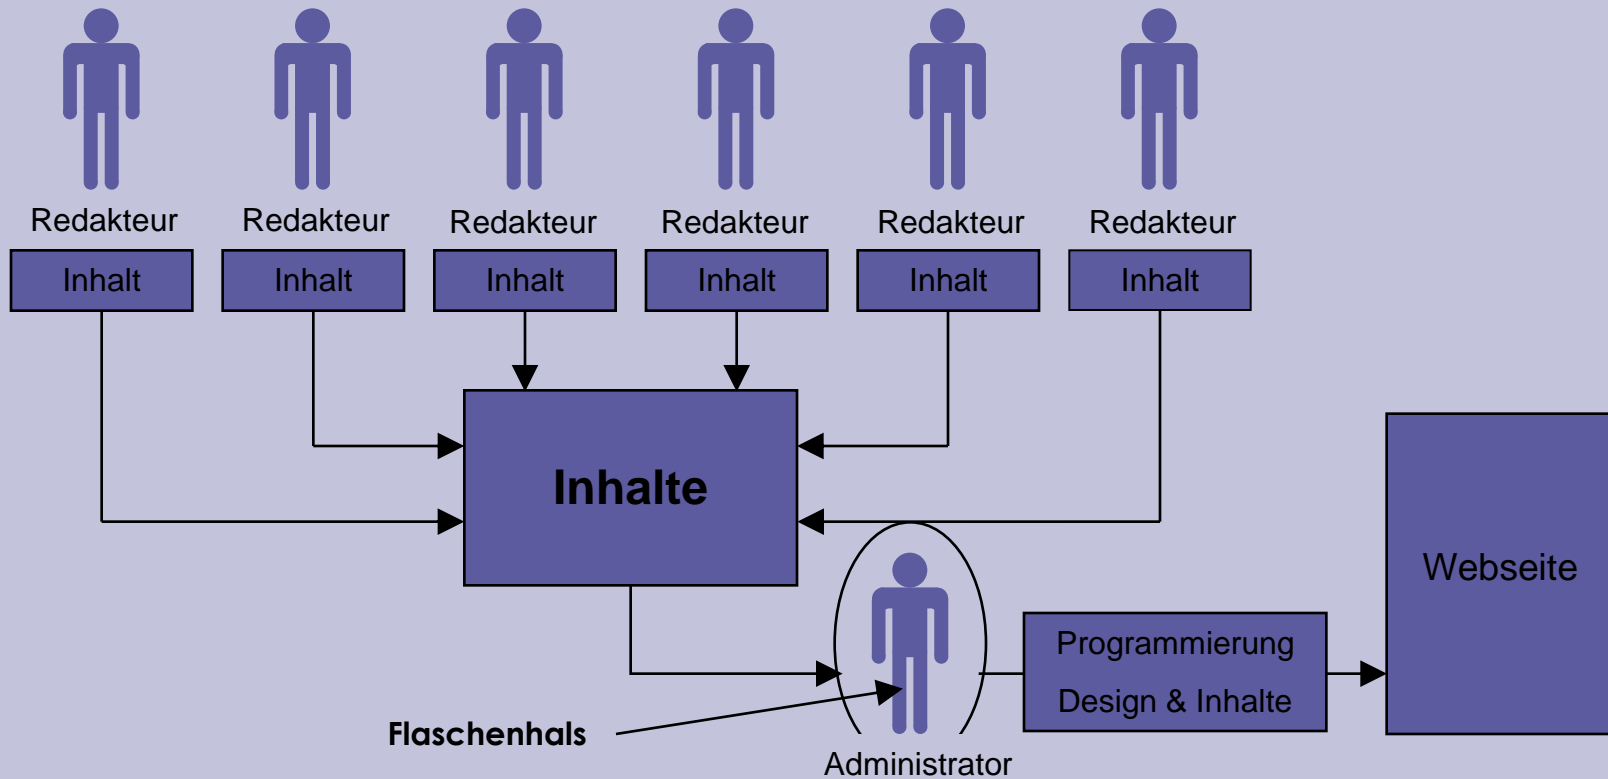 Redakteur
Redakteur
Redakteur
Redakteur
Redakteur
Redakteur
Inhalt
Inhalt
Inhalt
Inhalt
Inhalt
Inhalt
Inhalte
Webseite
Programmierung
Design & Inhalte
Flaschenhals
Administrator